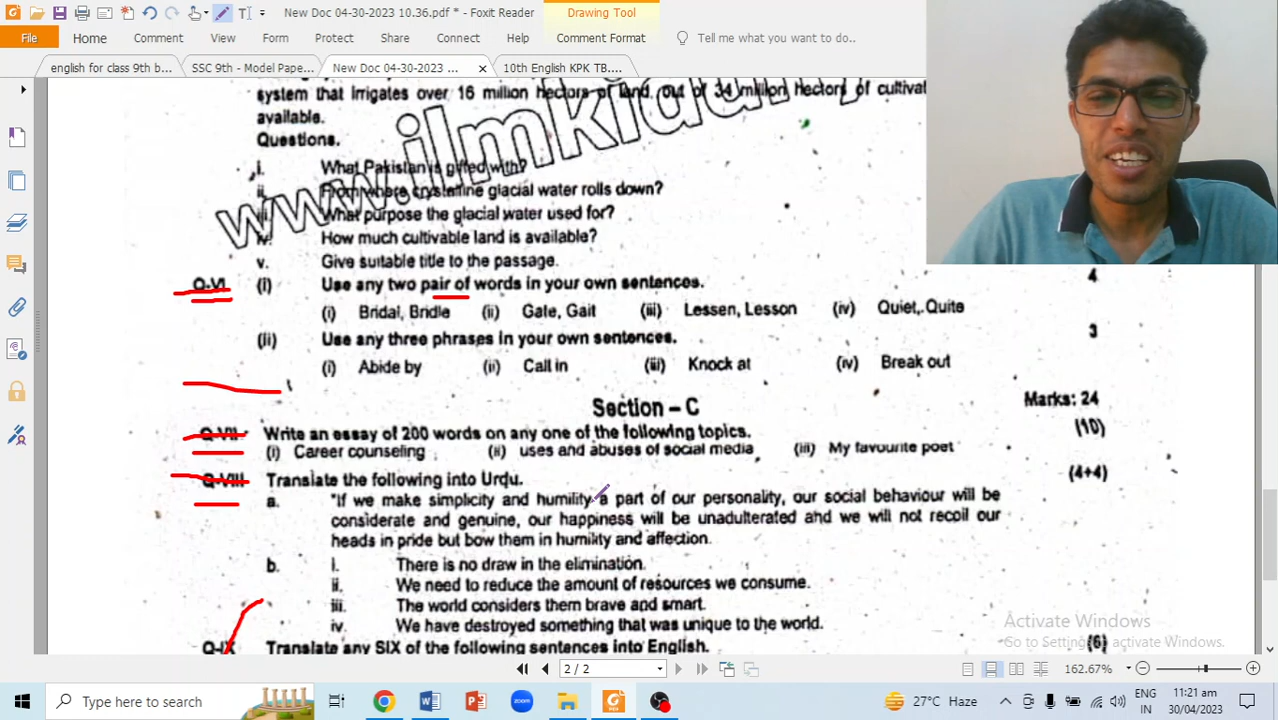 New Doc 04-30-2023 10.36.pdf * - Foxit Reader
Drawing Tool
File Home Comment View Form Protect Share Connect Help Comment Format Tell me what you want to do..
english for class 9th b... SSC 9th - Model Pape... New Doc 04-30-2023 ... 10th English KPK TB....
system that irrigates over 16 million Hectors of land, out of 34 million Hectors of cultivat
available.
Questions.
www.ilmkidunya
i. What Pakistan is gifted with?
ii. From where crystelline glacial water rolls down?
iii. What purpose the glacial water used for?
iv. How much cultivable land is available?
v. Give suitable title to the passage.
Q-VI (i) Use any two pair of words in your own sentences. 4
(i) Bridal, Bridle (ii) Gate, Gait (iii) Lessen, Lesson (iv) Quiet, Quite
(ii) Use any three phrases in your own sentences. 3
(i) Abide by (ii) Call in (iii) Knock at (iv) Break out
Section – C
Marks: 24
Q-VII Write an essay of 200 words on any one of the following topics. (10)
(i) Career counseling (ii) uses and abuses of social media (iii) My favourite poet
Q-VIII Translate the following into Urdu. (4+4)
a. "If we make simplicity and humility a part of our personality, our social behaviour will be
considerate and genuine, our happiness will be unadulterated and we will not recoil our
heads in pride but bow them in humility and affection.
b. i. There is no draw in the elimination.
ii. We need to reduce the amount of resources we consume.
iii. The world considers them brave and smart.
iv. We have destroyed something that was unique to the world.
Q-IX Translate any SIX of the following sentences into English. (6)
Activate Windows
Go to Settings to activate Windows.
2 / 2
162.67%
Type here to search
27°C Haze
ENG
IN
11:21 am
30/04/2023